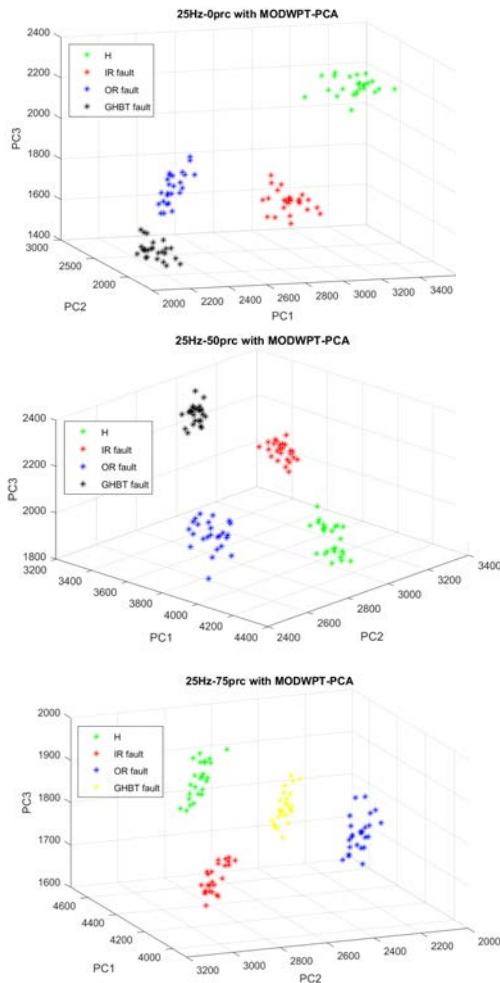 25Hz-0prc with MODWPT-PCA
2400
H
IR fault
2200
OR fault
GHBT fault
2000
PC3
1800
1600
1400
3000
2500
2000
PC2
2000 2200 2400 2600 2800 3000 3200 3400
PC1
25Hz-50prc with MODWPT-PCA
2400
H
IR fault
OR fault
GHBT fault
2200
PC3
2000
1800
3200
3400
3600
3800
4000
4200
4400
PC1
2400
2600
2800
3000
3200
3400
PC2
25Hz-75prc with MODWPT-PCA
2000
H
IR fault
OR fault
GHBT fault
1900
PC3
1800
1700
1600
4600
4400
4200
4000
PC1
3200
3000
2800
2600
2400
2200
2000
PC2